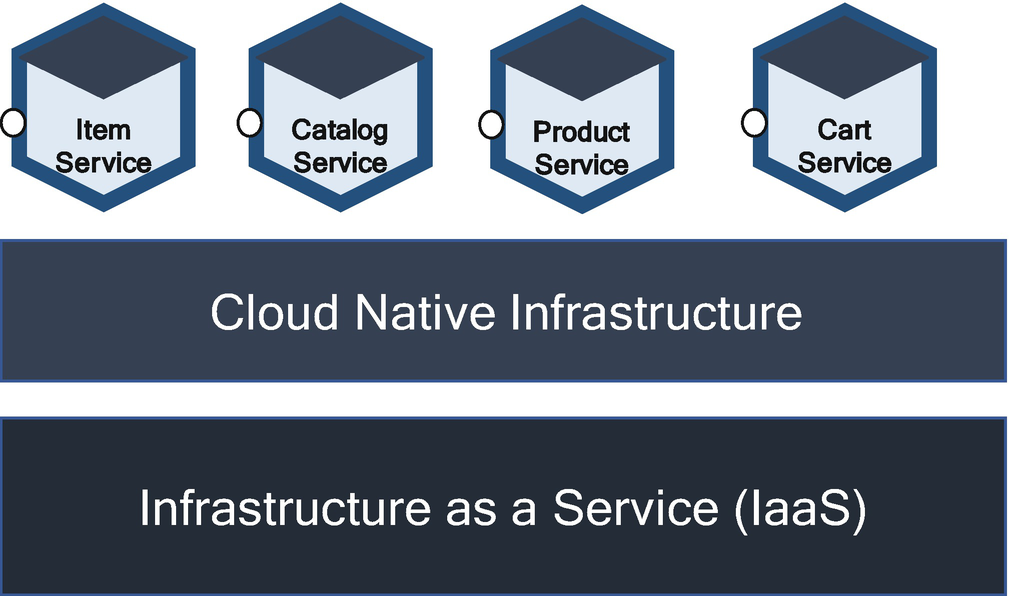 Item
Service
Catalog
Service
Product
Service
Cart
Service
Cloud Native Infrastructure
Infrastructure as a Service (IaaS)